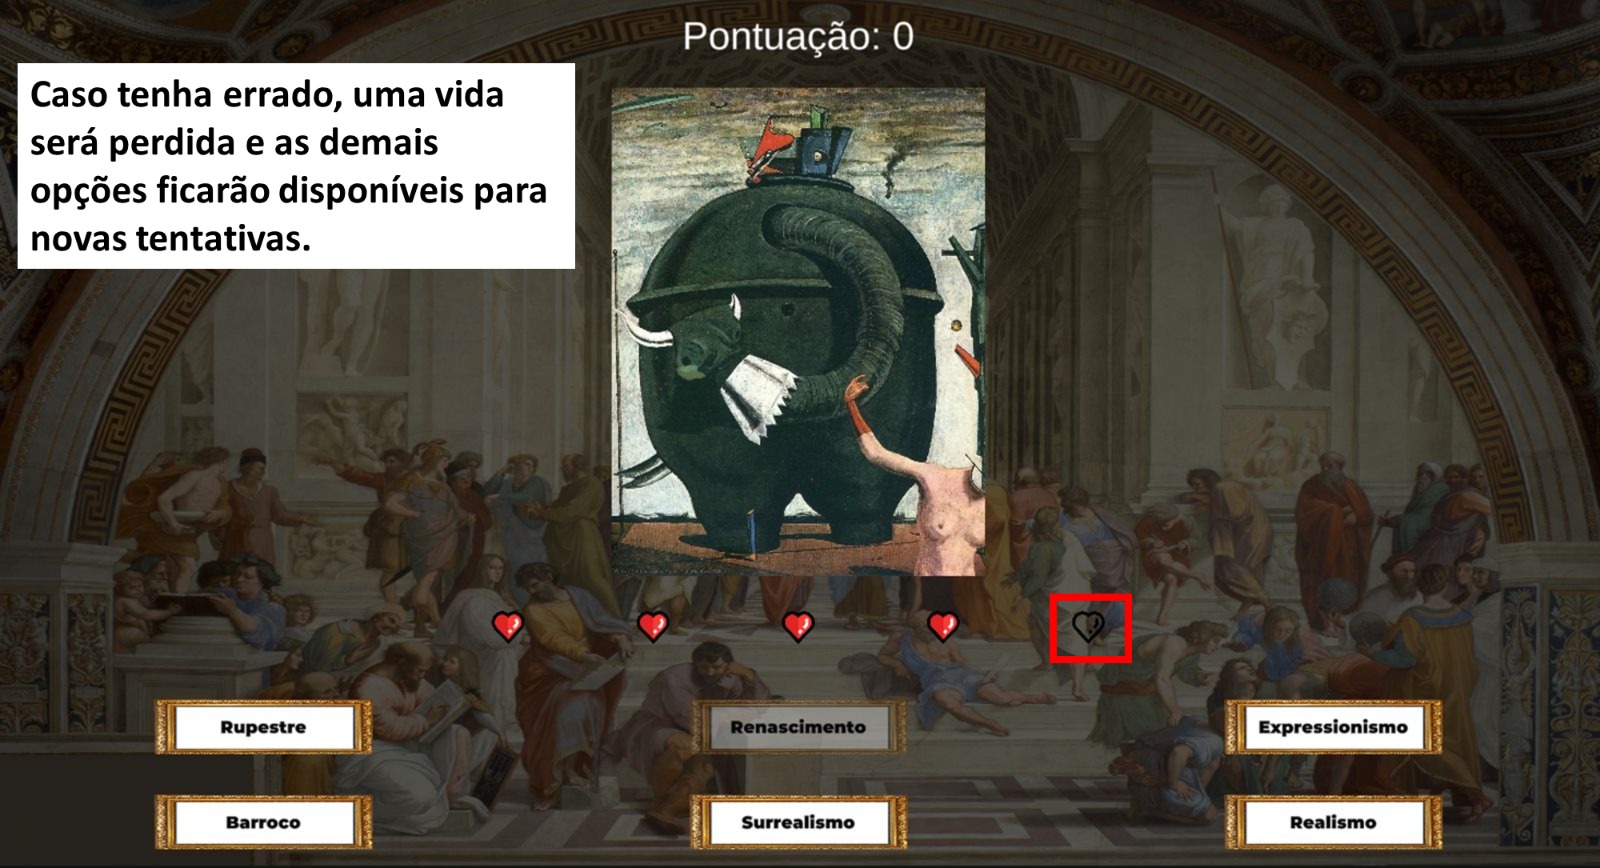 Pontuação: 0
Caso tenha errado, uma vida
será perdida e as demais
opções ficarão disponíveis para
novas tentativas.
Rupestre
Renascimento
Expressionismo
Barroco
Surrealismo
Realismo